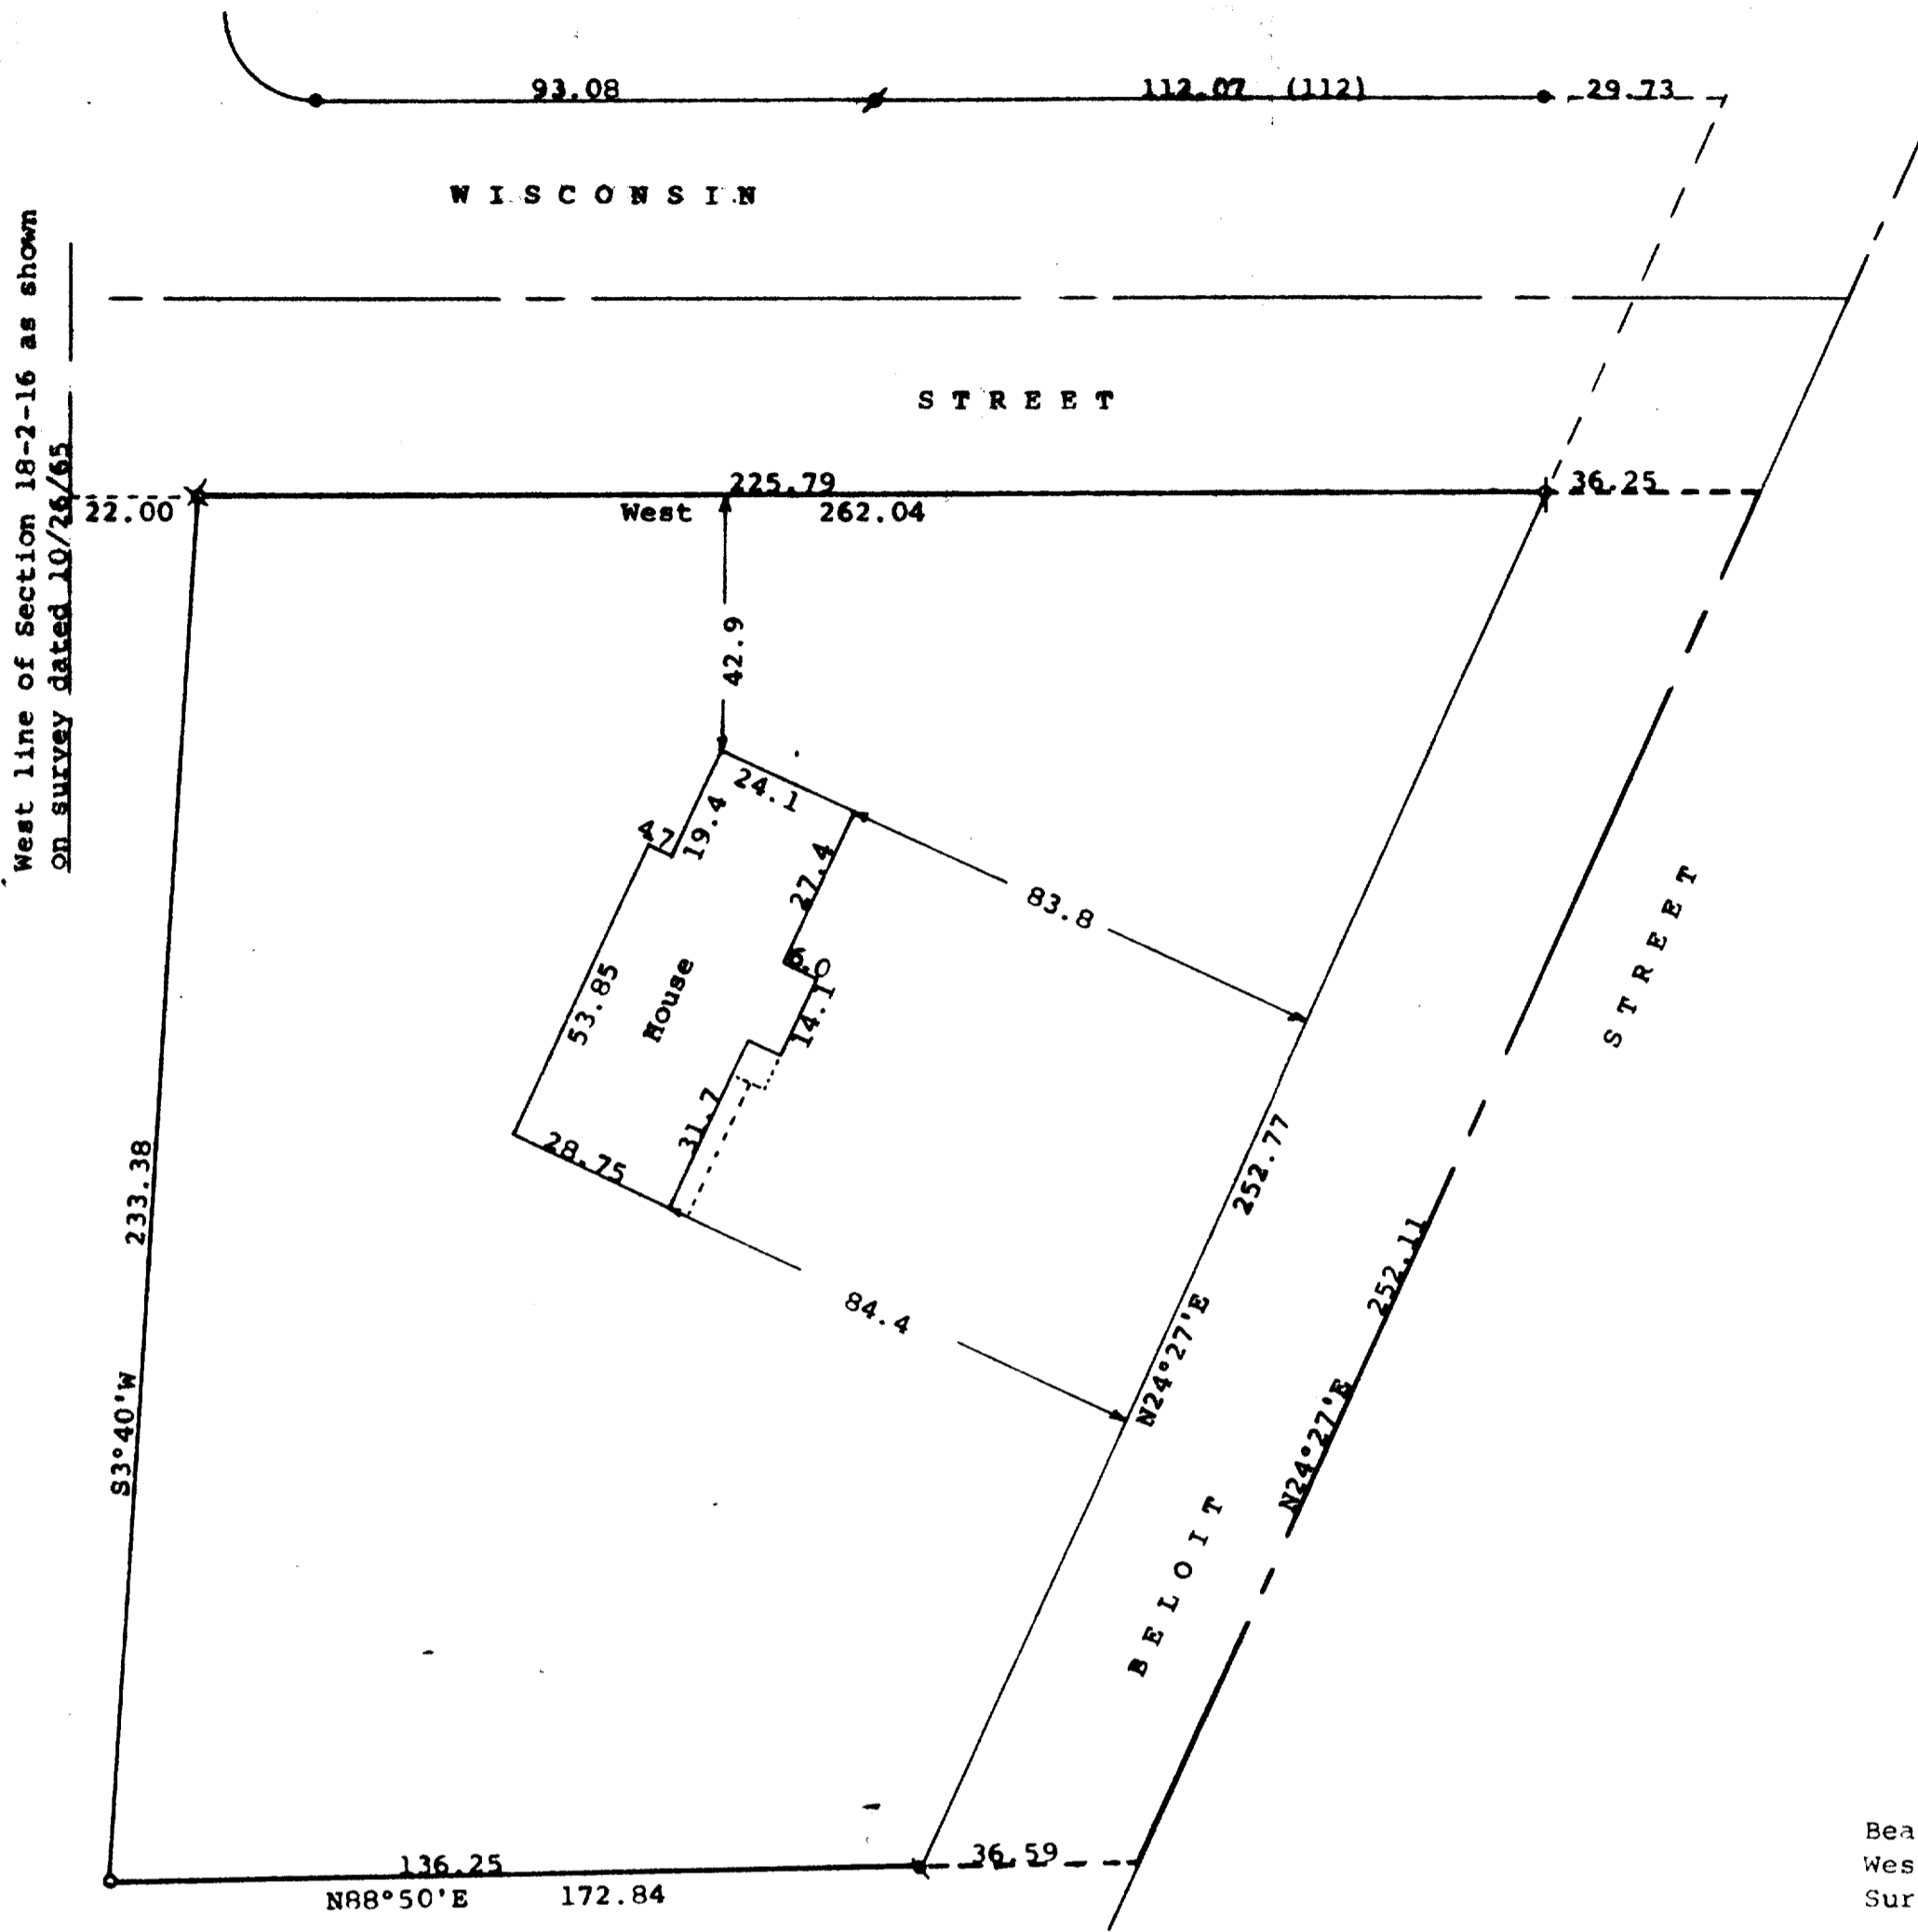 93.08
112.07 (112)
29.73
WISCONSIN
West line of Section 18-2-16 as shown
on survey dated 10/26/65
STREET
225.79
36.25
22.00
West 262.04
42.9
24.1
19.4
4.7
27.4
83.8
STREET
6.0
14.1
53.85
House
31.7
28.75
252.77
233.38
252.11
84.4
N24°27'E
N24°27'E
S3°40'W
BELOIT
136.25
36.59
N88°50'E 172.84
Bea
Wes
Sur